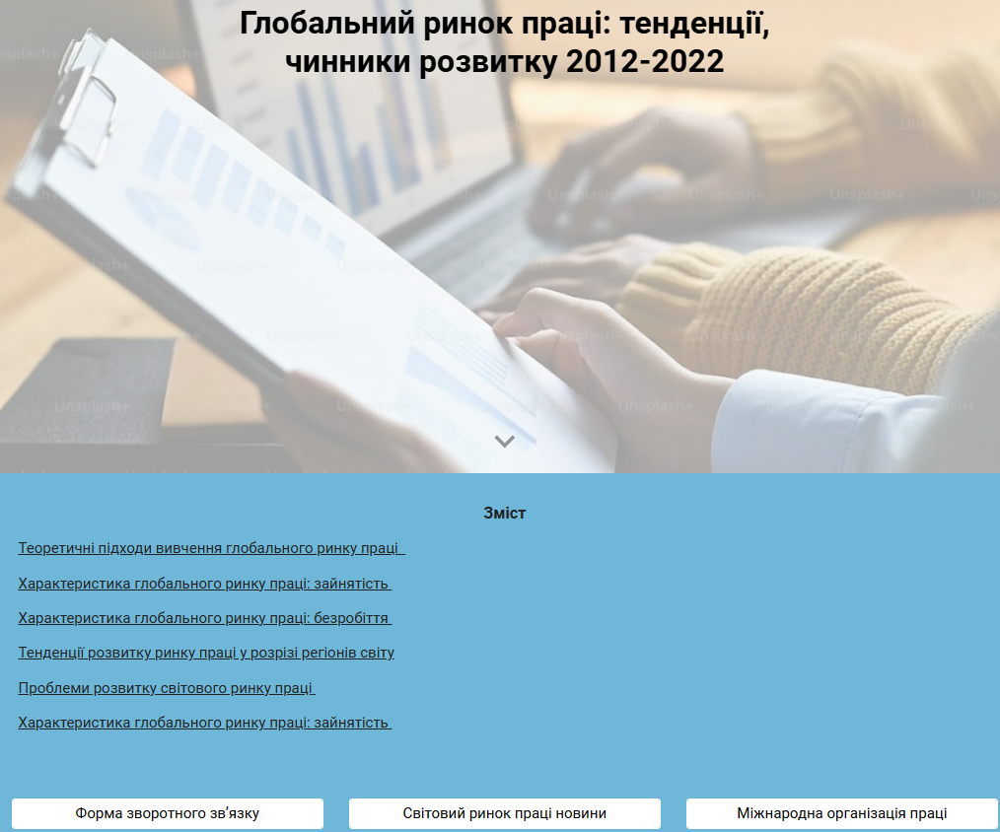 Глобальний ринок праці: тенденції,
чинники розвитку 2012-2022
Unsplash+
Зміст
Теоретичні підходи вивчення глобального ринку праці
Характеристика глобального ринку праці: зайнятість
Характеристика глобального ринку праці: безробіття
Тенденції розвитку ринку праці у розрізі регіонів світу
Проблеми розвитку світового ринку праці
Характеристика глобального ринку праці: зайнятість
Форма зворотного зв’язку
Світовий ринок праці новини
Міжнародна організація праці